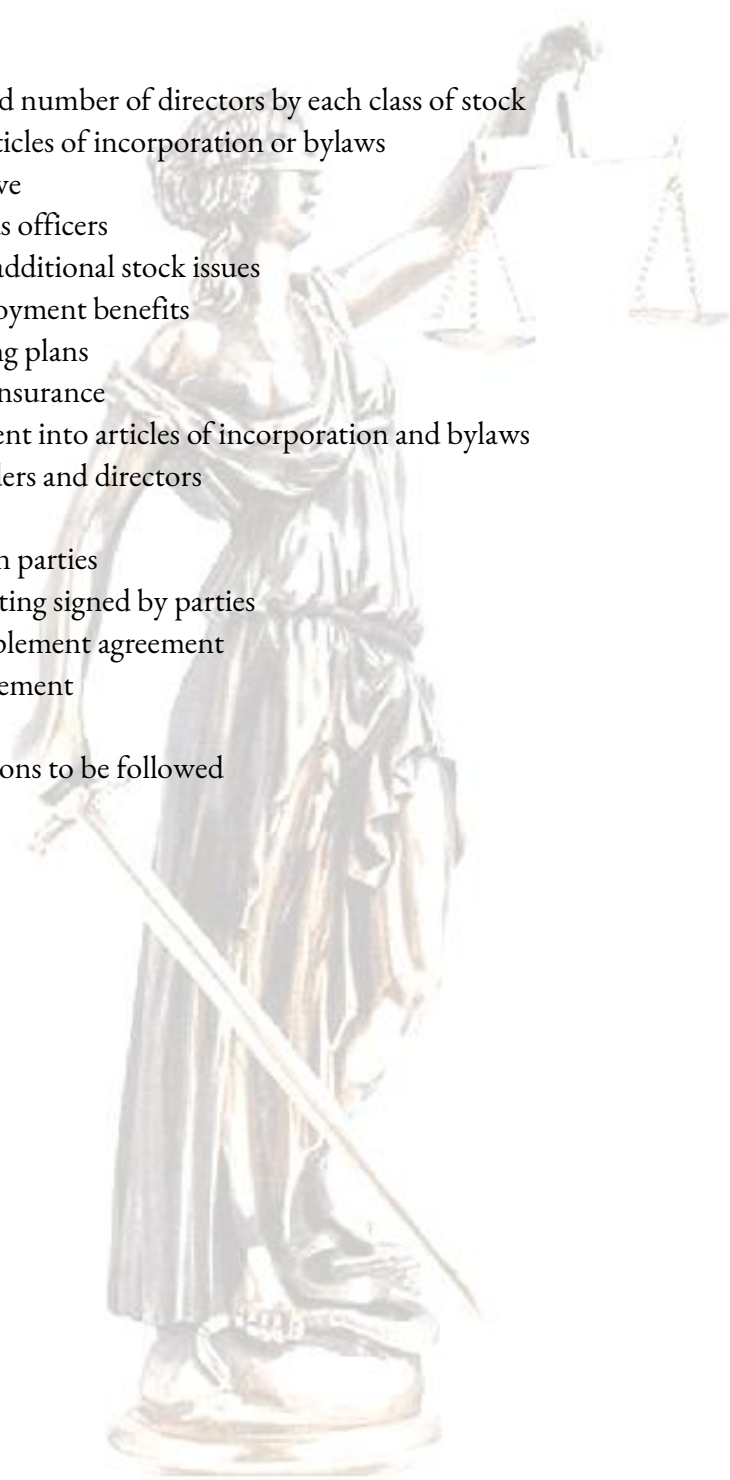 d number of directors by each class of stock
ticles of incorporation or bylaws
ve
s officers
additional stock issues
oyment benefits
ng plans
nsurance
ent into articles of incorporation and bylaws
ders and directors
n parties
ting signed by parties
plement agreement
ement
ons to be followed